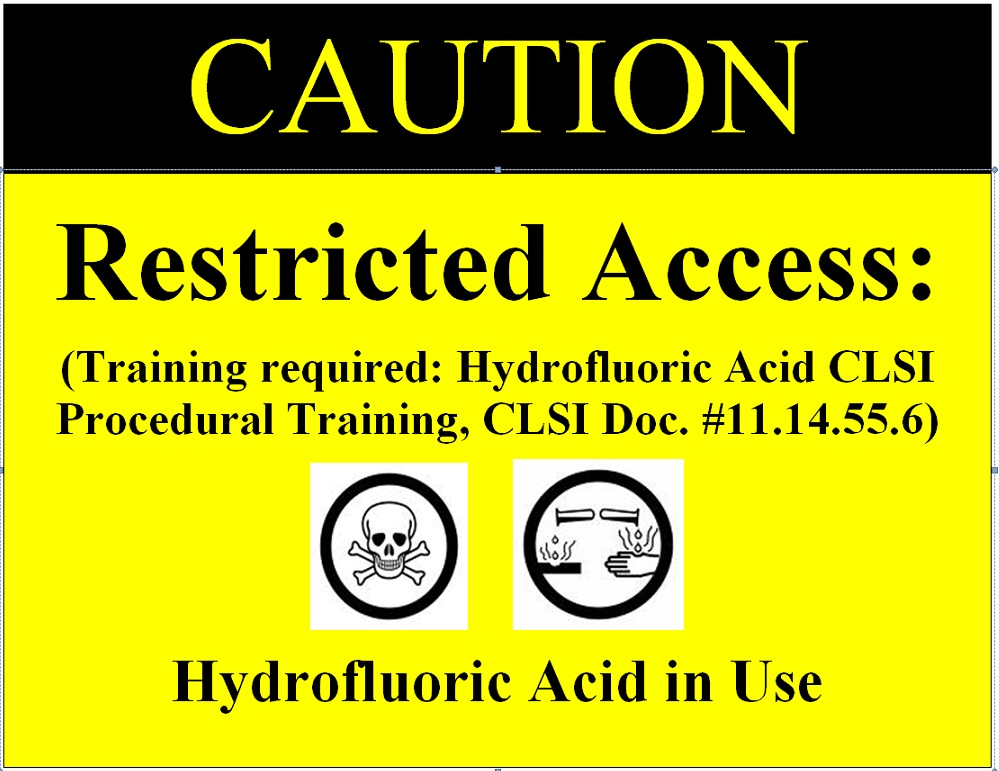 CAUTION
Restricted Access:
(Training required: Hydrofluoric Acid CLSI
Procedural Training, CLSI Doc. #11.14.55.6)
Hydrofluoric Acid in Use